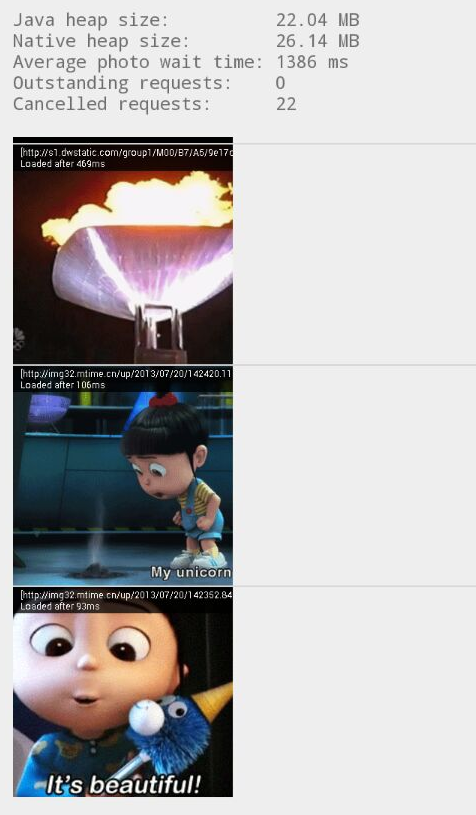 Java heap size: 22.04 MB
Native heap size: 26.14 MB
Average photo wait time: 1386 ms
Outstanding requests: 0
Cancelled requests: 22
[http://s1.dwstatic.com/group1/M00/B7/A5/9e17c
Loaded after 469ms
[http://img32.mtime.cn/up/2013/07/20/142420.11
Loaded after 106ms
My unicorn
[http://img32.mtime.cn/up/2013/07/20/142352.84
Loaded after 93ms
It's beautiful!